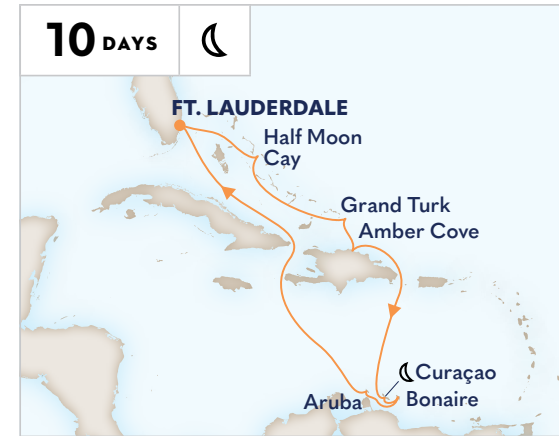 10 DAYS
FT. LAUDERDALE
Half Moon
Cay
Grand Turk
Amber Cove
Curaçao
Aruba
Bonaire